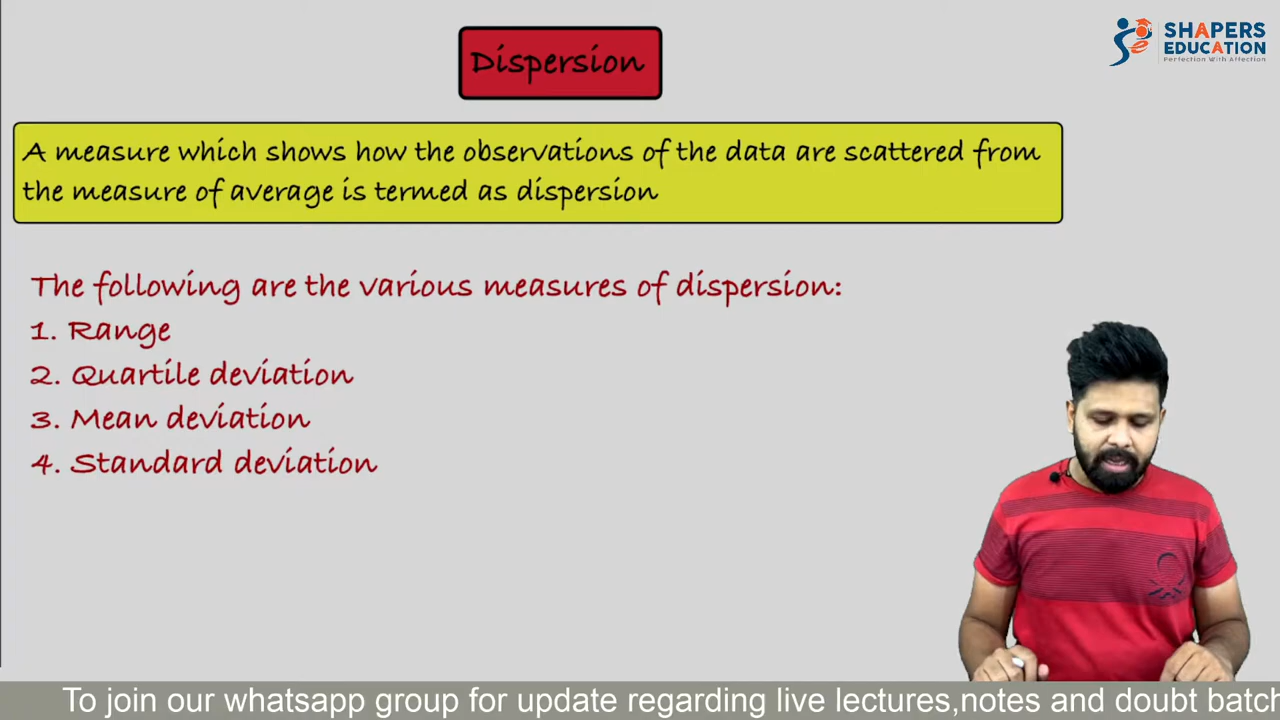 Dispersion
SHAPERS
EDUCATION
Perfection With Affection
A measure which shows how the observations of the data are scattered from
the measure of average is termed as dispersion
The following are the various measures of dispersion:
1. Range
2. Quartile deviation
3. Mean deviation
4. Standard deviation
To join our whatsapp group for update regarding live lectures,notes and doubt batch